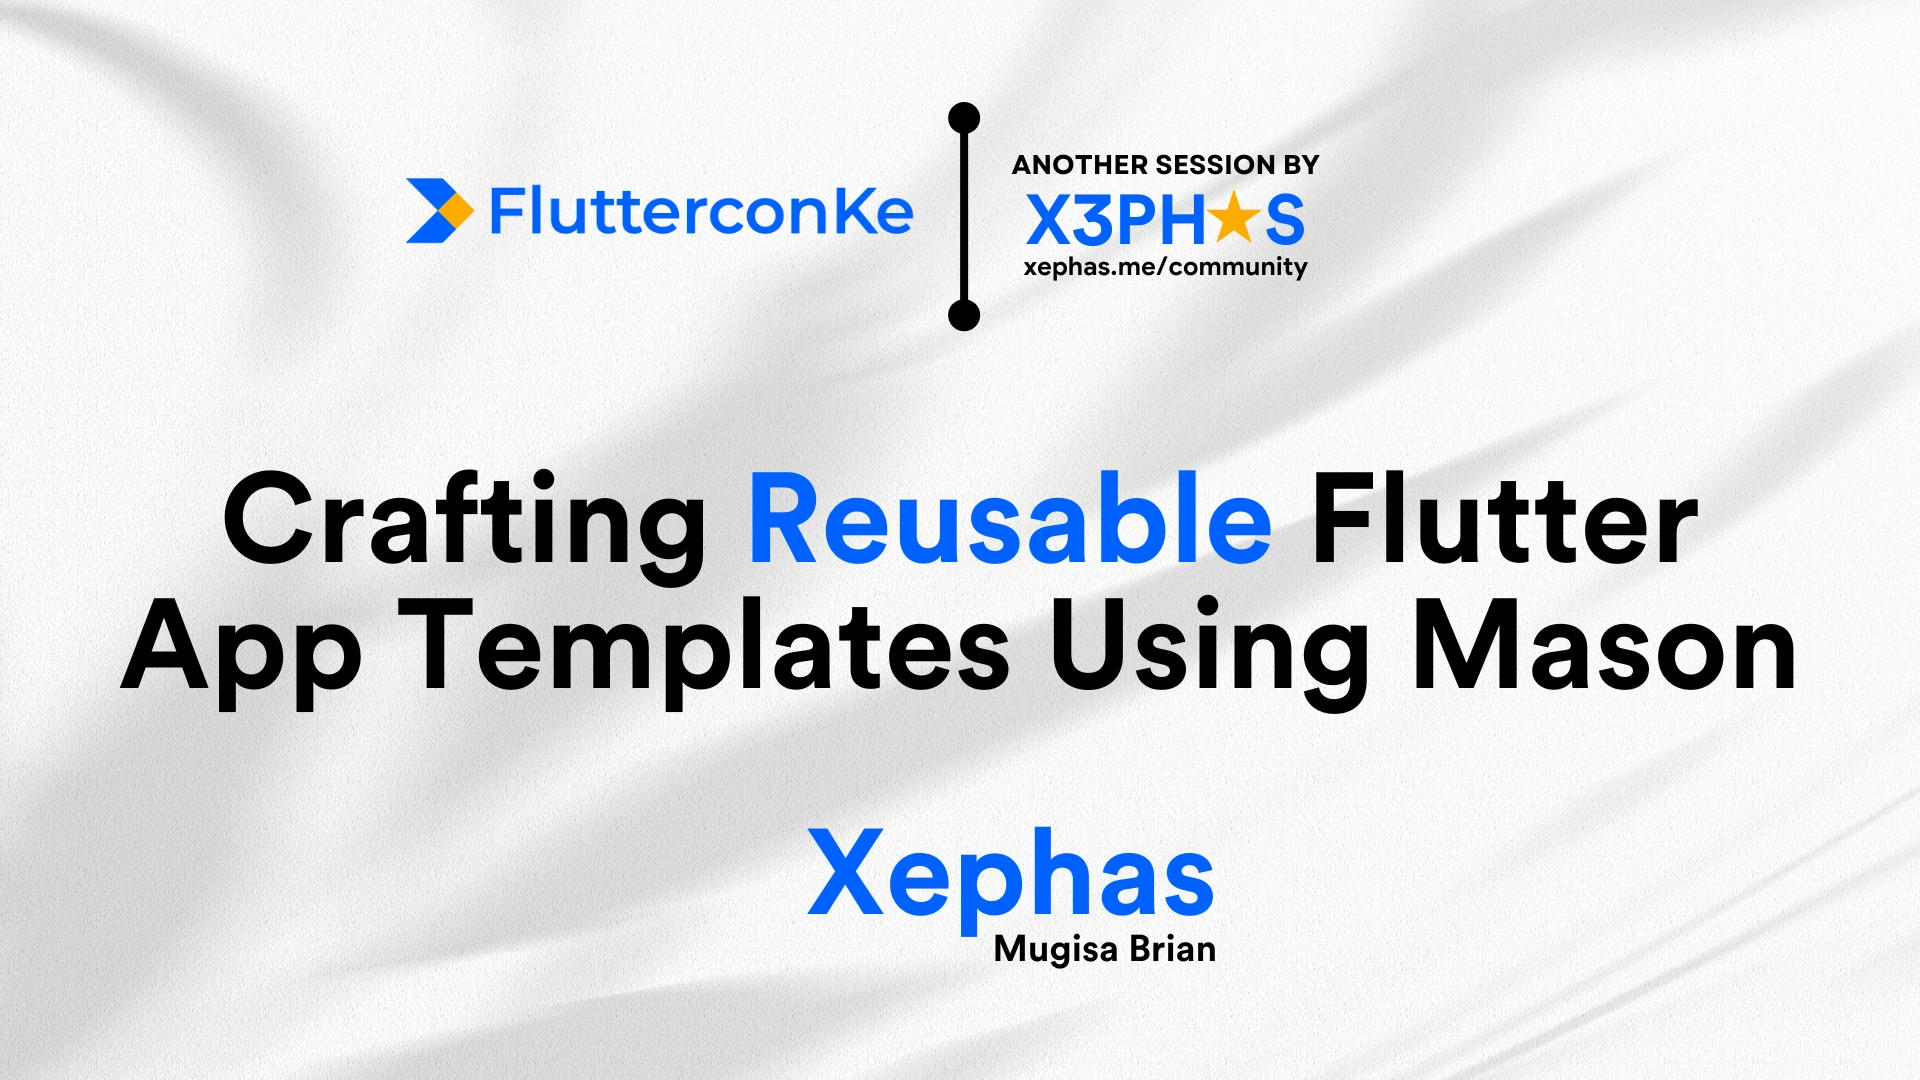 FlutterconKe
ANOTHER SESSION BY
X3PH★S
xephas.me/community
Crafting Reusable Flutter
App Templates Using Mason
Xephas
Mugisa Brian